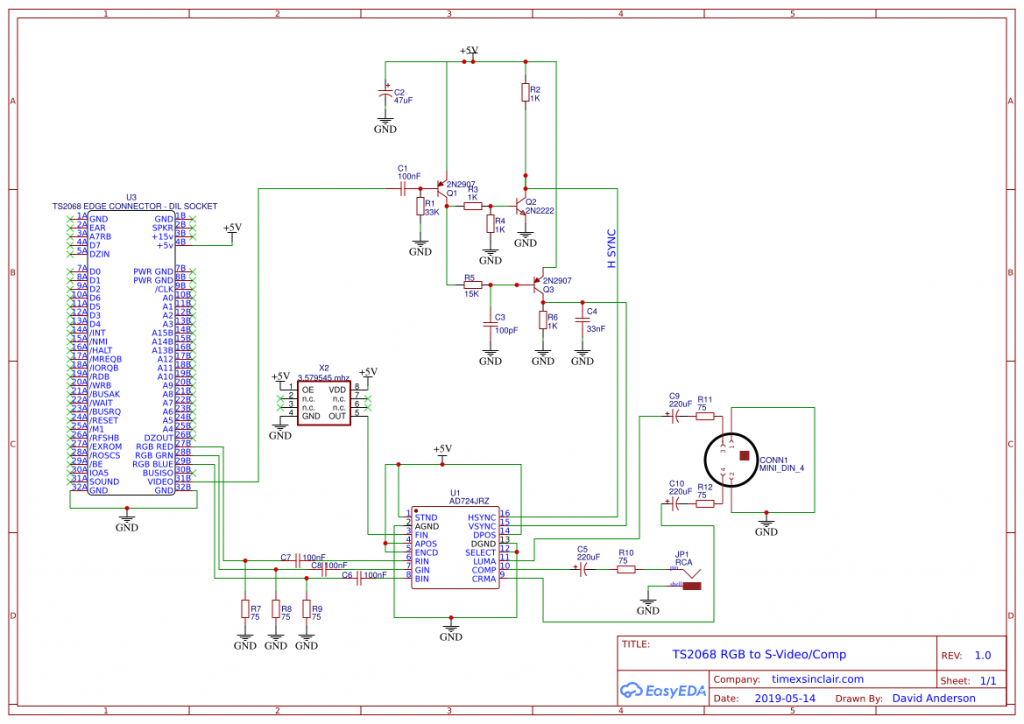 1 2 3 4 5
A
B
C
D
+5V
C2
47uF
GND
R2
1K
C1
100nF
2N2907
Q1
R1
33K
GND
R3
1K
R4
1K
GND
Q2
2N2222
GND
H SYNC
R5
15K
2N2907
Q3
C3
100pF
GND
R6
1K
GND
C4
33nF
GND
U3
TS2068 EDGE CONNECTOR - DIL SOCKET
1A GND GND 1B
2A EAR SPKR 2B
3A A7RB +15v 3B
4A D7 +5v 4B
5A DZIN
7A D0 PWR GND 7B
8A D1 PWR GND 8B
9A D2 /CLK 9B
10A D6 A0 10B
11A D5 A1 11B
12A D3 A2 12B
13A D4 A3 13B
14A /INT A15B 14B
15A /NMI A14B 15B
16A /HALT A13B 16B
17A /MREQB A12 17B
18A /IORQB A11 18B
19A /RDB A10 19B
20A /WRB A9 20B
21A /BUSAK A8 21B
22A /WAIT A7 22B
23A /BUSRQ A6 23B
24A /RESET A5 24B
25A /M1 A4 25B
26A /RFSHB DZOUT 26B
27A /EXROM RGB RED 27B
28A /ROSCS RGB GRN 28B
29A /BE RGB BLUE 29B
30A IOA5 BUSISO 30B
31A SOUND VIDEO 31B
32A GND GND 32B
+5V
GND
X2
3.579545 mhz
+5V
+5V
1 OE VDD 8
2 n.c. n.c. 7
3 n.c. n.c. 6
4 GND OUT 5
GND
+5V
U1
AD724JRZ
1 STND HSYNC 16
2 AGND VSYNC 15
3 FIN DPOS 14
4 APOS DGND 13
5 ENCD SELECT 12
6 RIN LUMA 11
7 GIN COMP 10
8 BIN CRMA 9
GND
C7 100nF
C8 100nF
C6 100nF
R7
75
R8
75
R9
75
GND GND GND
C5
220uF
R10
75
JP1
RCA
pin
shell
GND
C9
220uF
R11
75
C10
220uF
R12
75
3 1
4 2
CONN1
MINI_DIN_4
GND
TITLE:
TS2068 RGB to S-Video/Comp
REV: 1.0
EasyEDA
Company: timexsinclair.com
Sheet: 1/1
Date: 2019-05-14 Drawn By: David Anderson
A
B
C
D
1 2 3 4 5